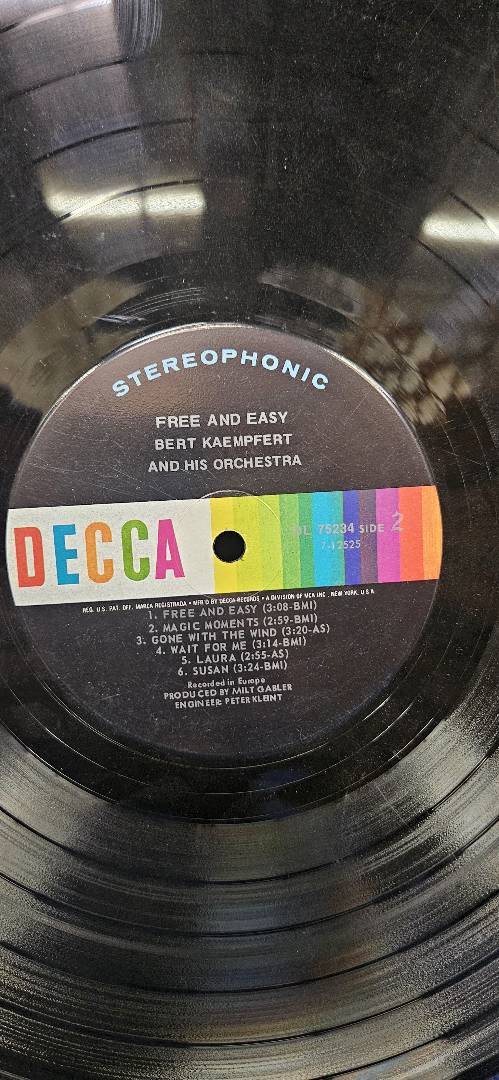 STEREOPHONIC
FREE AND EASY
BERT KAEMPFERT
AND HIS ORCHESTRA
DECCA
DL 75234 SIDE 2
7-12525
REG. U.S. PAT. OFF. MARCA REGISTRADA • MFR'D BY DECCA RECORDS • A DIVISION OF MCA INC., NEW YORK, U.S.A.
1. FREE AND EASY (3:08-BMI)
2. MAGIC MOMENTS (2:59-BMI)
3. GONE WITH THE WIND (3:20-AS)
4. WAIT FOR ME (3:14-BMI)
5. LAURA (2:55-AS)
6. SUSAN (3:24-BMI)
Recorded in Europe
PRODUCED BY MILT GABLER
ENGINEER: PETER KLEINT